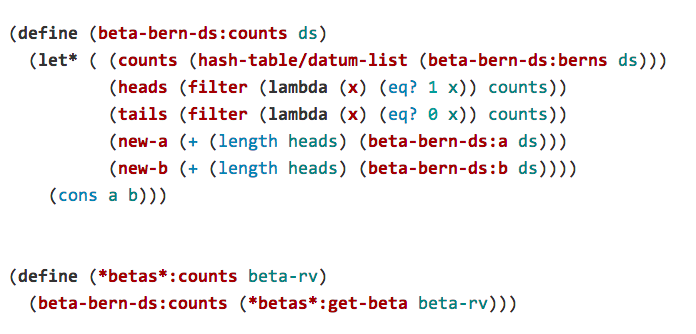 (define (beta-bern-ds:counts ds)
  (let* ( (counts (hash-table/datum-list (beta-bern-ds:berns ds)))
          (heads (filter (lambda (x) (eq? 1 x)) counts))
          (tails (filter (lambda (x) (eq? 0 x)) counts))
          (new-a (+ (length heads) (beta-bern-ds:a ds)))
          (new-b (+ (length heads) (beta-bern-ds:b ds))))
    (cons a b)))
(define (*betas*:counts beta-rv)
  (beta-bern-ds:counts (*betas*:get-beta beta-rv)))